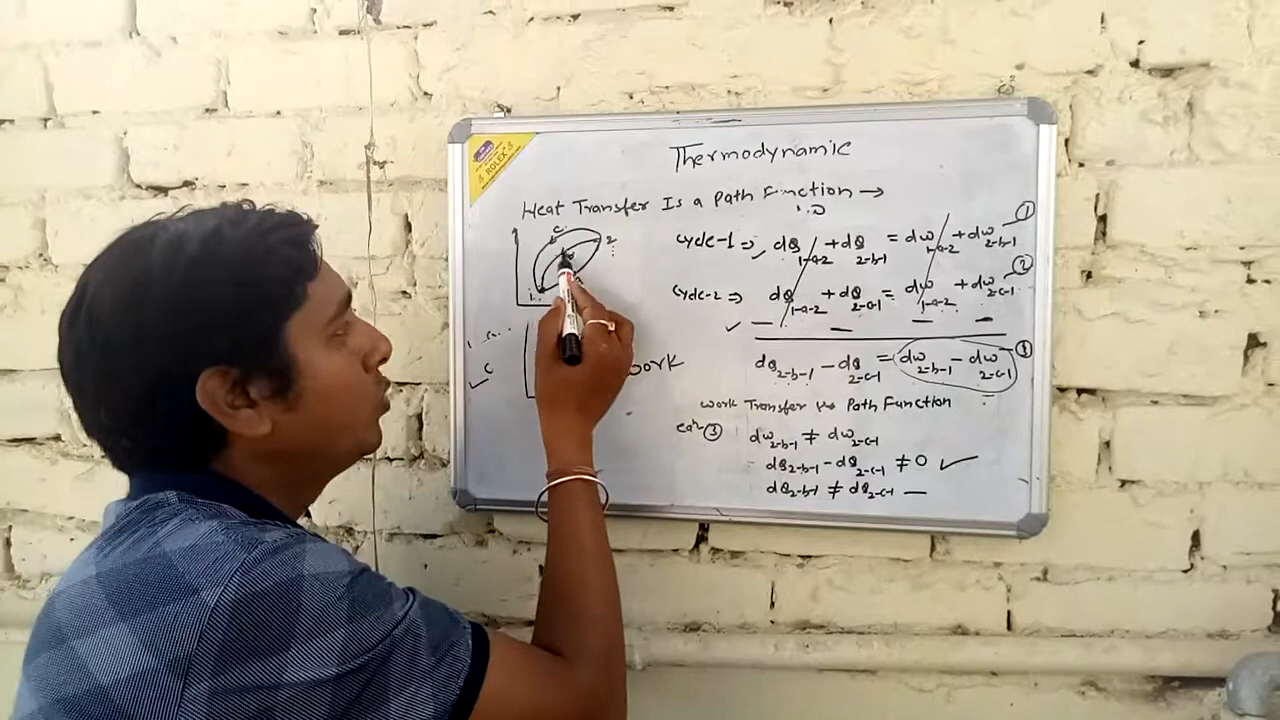 ROLEX
Thermodynamic
Heat Transfer Is a Path Function →
cycle-1 ⇒ dQ 1-a-2 + dQ 2-b-1 = dw 1-a-2 + dw 2-b-1 ①
cycle-2 ⇒ dQ 1-a-2 + dQ 2-c-1 = dw 1-a-2 + dw 2-c-1 ②
dQ 2-b-1 - dQ 2-c-1 = dw 2-b-1 - dw 2-c-1 ③
Work Transfer Path Function
③ dw 2-b-1 ≠ dw 2-c-1
dQ 2-b-1 - dQ 2-c-1 ≠ 0 ✓
dQ 2-b-1 ≠ dQ 2-c-1
c
2
1
c
work